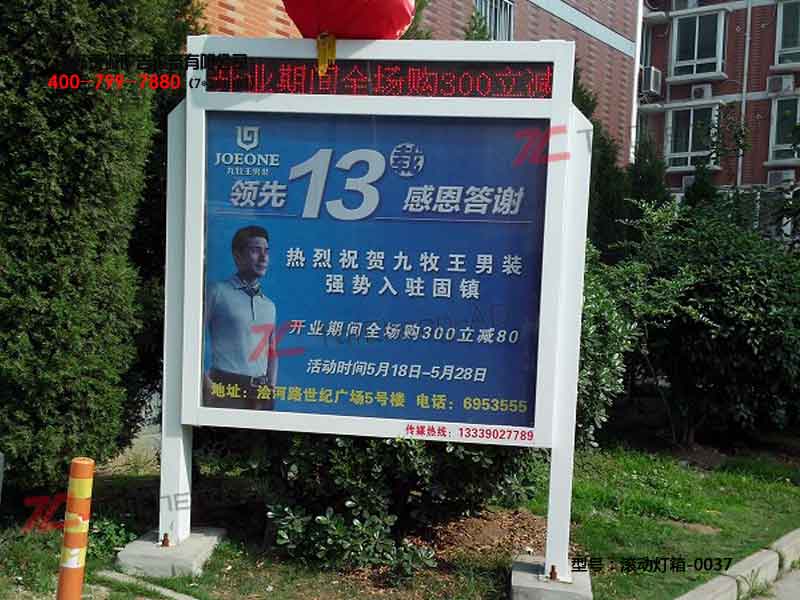 400-799-7880
开业期间全场购300立减
JOEONE
九牧王男装
领先13载 感恩答谢
热烈祝贺九牧王男装
强势入驻固镇
开业期间全场购300立减80
活动时间5月18日-5月28日
地址：浍河路世纪广场5号楼 电话：6953555
传媒热线：13339027789
型号：滚动灯箱-0037